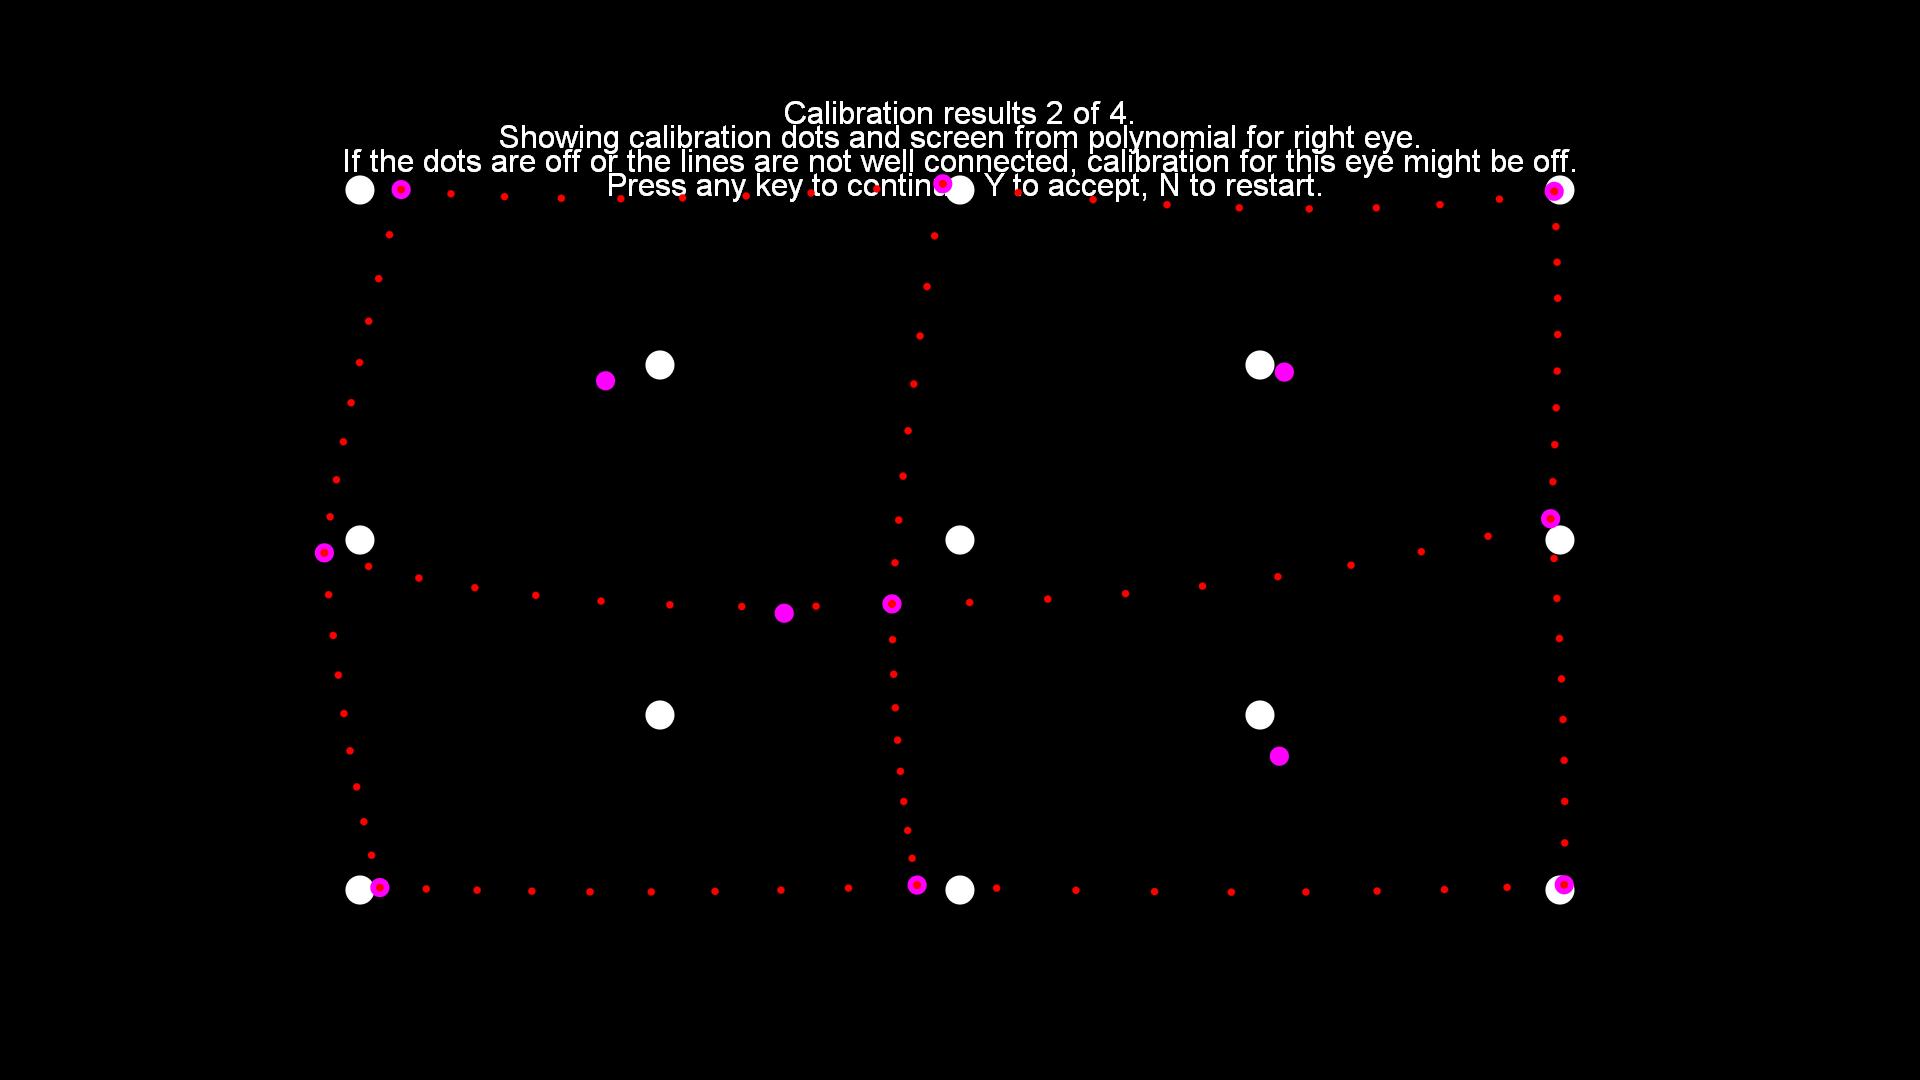 Calibration results 2 of 4.
Showing calibration dots and screen from polynomial for right eye.
If the dots are off or the lines are not well connected, calibration for this eye might be off.
Press any key to continue Y to accept, N to restart.